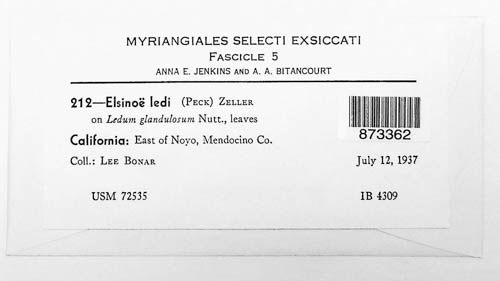 MYRIANGIALES SELECTI EXSICCATI
FASCICLE 5
ANNA E. JENKINS AND A. A. BITANCOURT
212—Elsinoë ledi (PECK) ZELLER
on Ledum glandulosum Nutt., leaves
California: East of Noyo, Mendocino Co.
873362
Coll.: LEE BONAR July 12, 1937
USM 72535 IB 4309